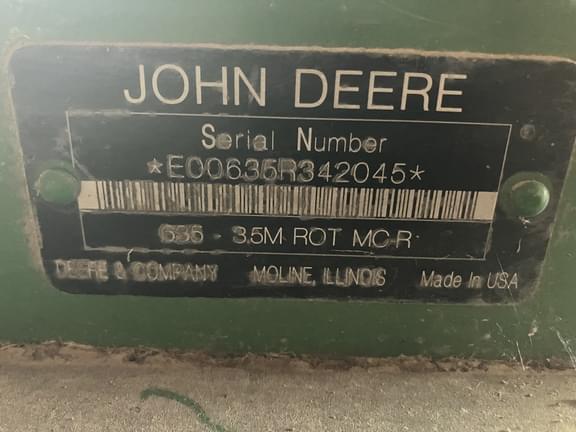 JOHN DEERE
Serial Number
*E00635R342045*
635 3.5M ROT MC-R
DEERE & COMPANY MOLINE, ILLINOIS Made In USA